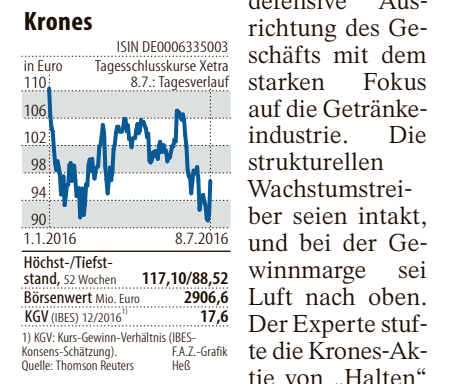 Krones
ISIN DE0006335003
in Euro Tagesschlusskurse Xetra
110 8.7.: Tagesverlauf
106
102
98
94
90
1.1.2016 8.7.2016
Höchst-/Tiefst-
stand, 52 Wochen 117,10/88,52
Börsenwert Mio. Euro 2906,6
KGV (IBES) 12/2016 1) 17,6
1) KGV: Kurs-Gewinn-Verhältnis (IBES-
Konsens-Schätzung). F.A.Z.-Grafik
Quelle: Thomson Reuters Heß
defensive Aus-
richtung des Ge-
schäfts mit dem
starken Fokus
auf die Getränke-
industrie. Die
strukturellen
Wachstumstrei-
ber seien intakt,
und bei der Ge-
winnmarge sei
Luft nach oben.
Der Experte stuf-
te die Krones-Ak-
tie von „Halten“